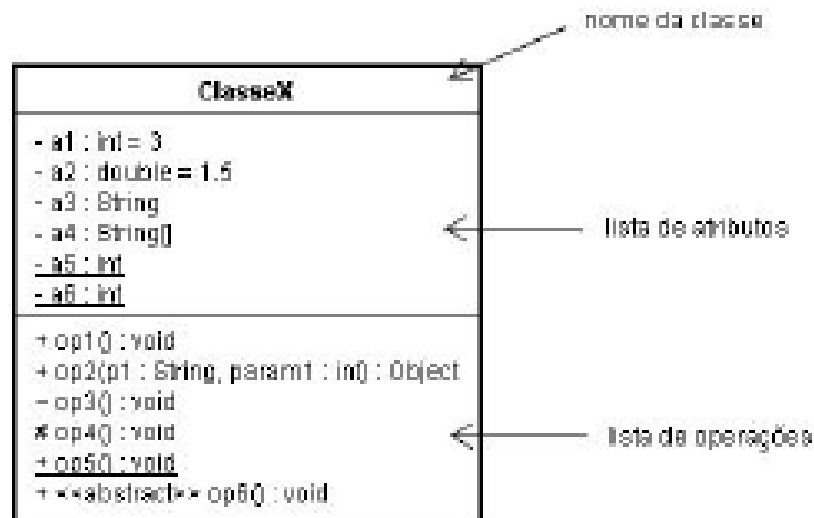 nome da classe
ClasseX
- a1 : int = 3
- a2 : double = 1.5
- a3 : String
- a4 : String[]
lista de atributos
- a5 : int
- a6 : int
+ op1() : void
+ op2(p1 : String, param1 : int) : Object
- op3() : void
# op4() : void
lista de operações
+ op5() : void
+ <<abstract>> op6() : void